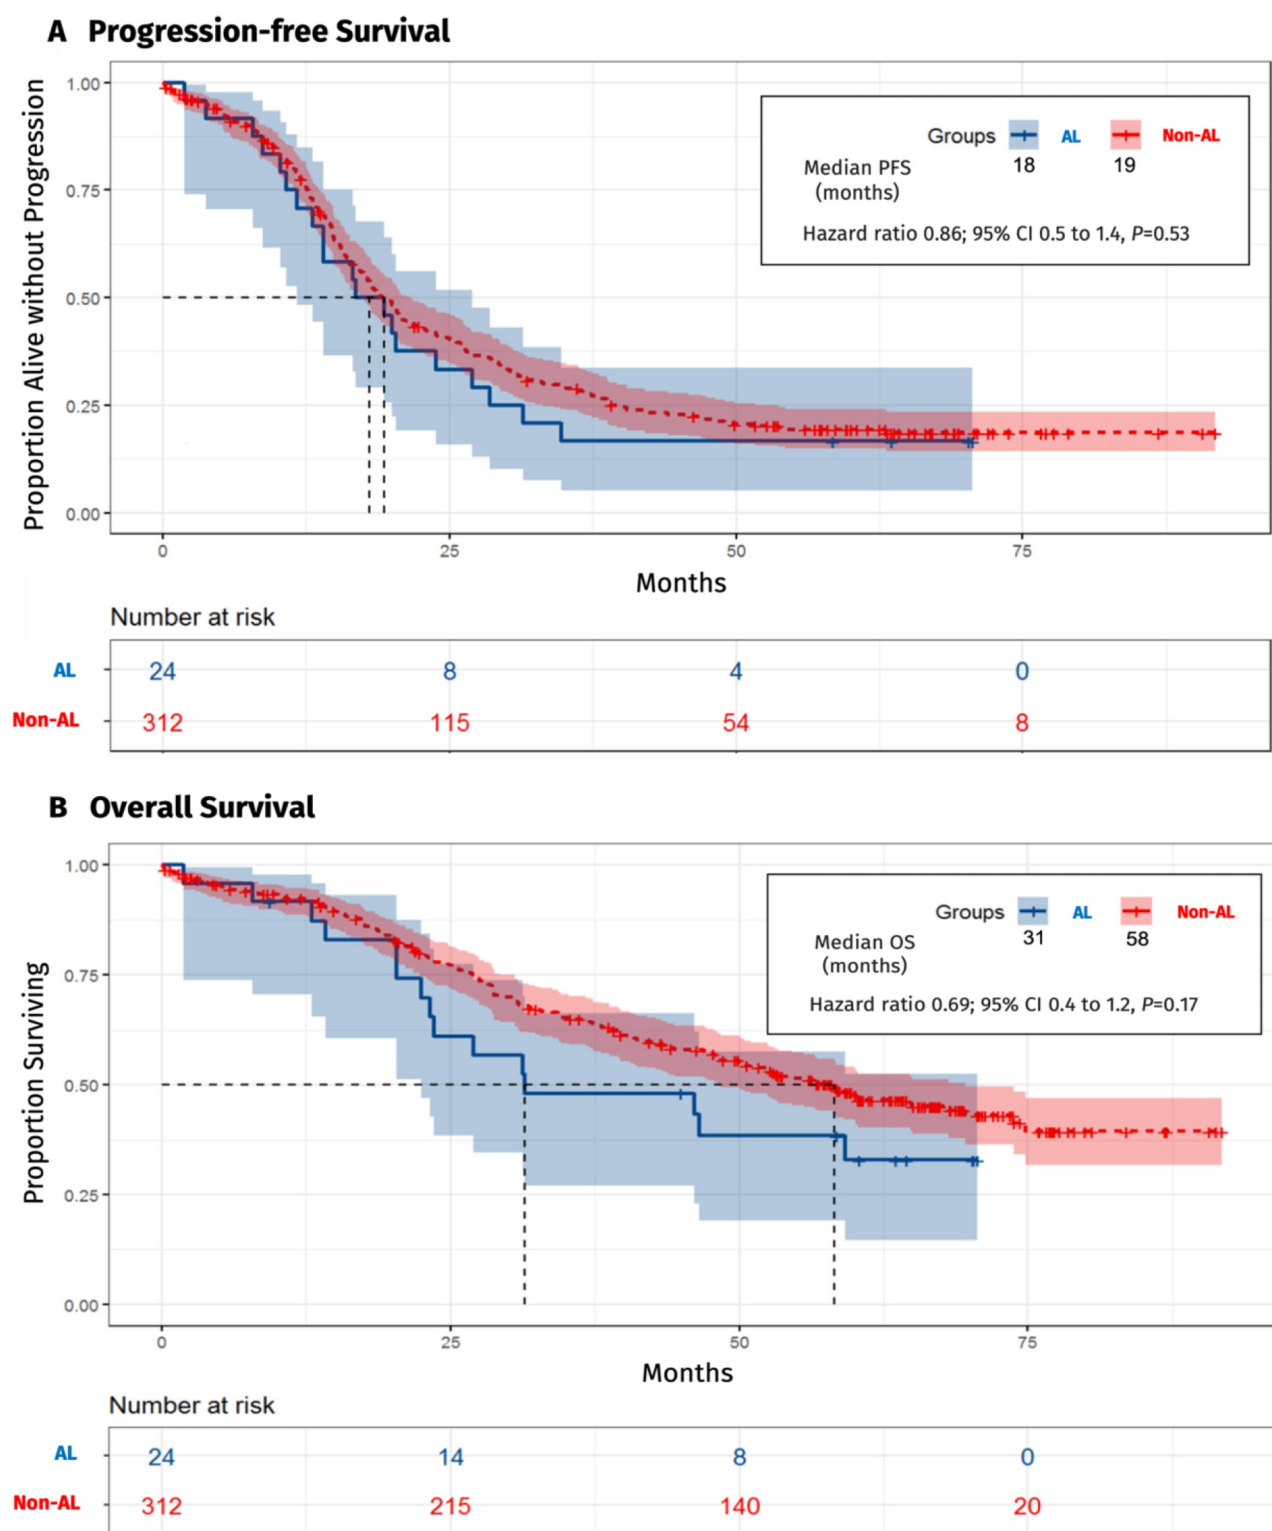 A Progression-free Survival
Proportion Alive without Progression
1.00
0.75
0.50
0.25
0.00
Groups AL Non-AL
Median PFS 18 19
(months)
Hazard ratio 0.86; 95% CI 0.5 to 1.4, P=0.53
0 25 50 75
Months
Number at risk
AL 24 8 4 0
Non-AL 312 115 54 8
B Overall Survival
Proportion Surviving
1.00
0.75
0.50
0.25
0.00
Groups AL Non-AL
Median OS 31 58
(months)
Hazard ratio 0.69; 95% CI 0.4 to 1.2, P=0.17
0 25 50 75
Months
Number at risk
AL 24 14 8 0
Non-AL 312 215 140 20